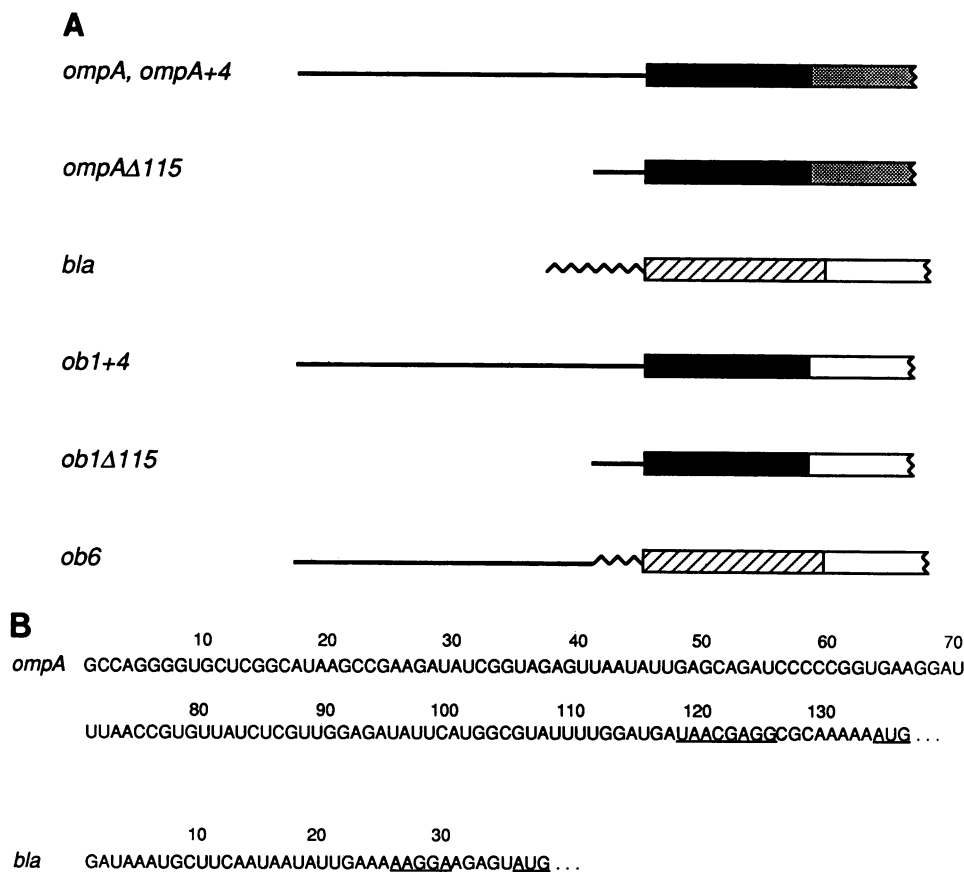 A
ompA, ompA+4
ompAΔ115
bla
ob1+4
ob1Δ115
ob6
B
10 20 30 40 50 60 70
ompA GCCAGGGGUGCUCGGCAUAAGCCGAAGAUAUCGGUAGAGUUAAUAUUGAGCAGAUCCCCCGGUGAAGGAU
80 90 100 110 120 130
UUAACCGUGUUAUCUCGUUGGAGAUAUUCAUGGCGUAUUUUGGAUGAUAACGAGGCGCAAAAAAUG...
10 20 30
bla GAUAAAUGCUUCAAUAAUAUUGAAAAAGGAAGAGUAUG...